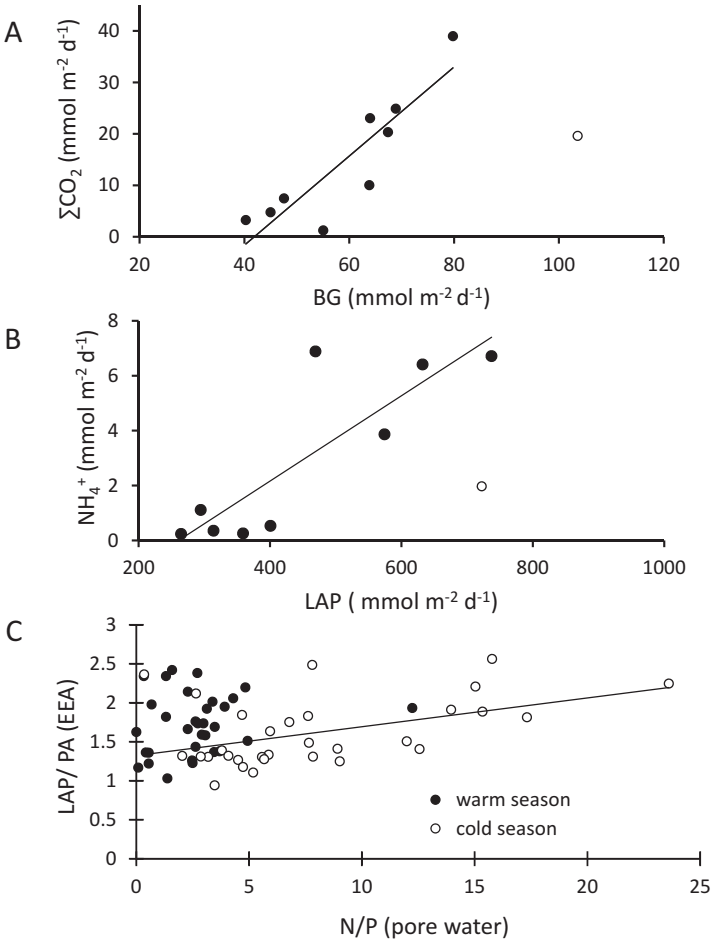 A
∑CO₂ (mmol m⁻² d⁻¹)
40
30
20
10
0
20 40 60 80 100 120
BG (mmol m⁻² d⁻¹)
B
NH₄⁺ (mmol m⁻² d⁻¹)
8
6
4
2
0
200 400 600 800 1000
LAP ( mmol m⁻² d⁻¹)
C
LAP/ PA (EEA)
3
2.5
2
1.5
1
0.5
0
warm season
cold season
0 5 10 15 20 25
N/P (pore water)